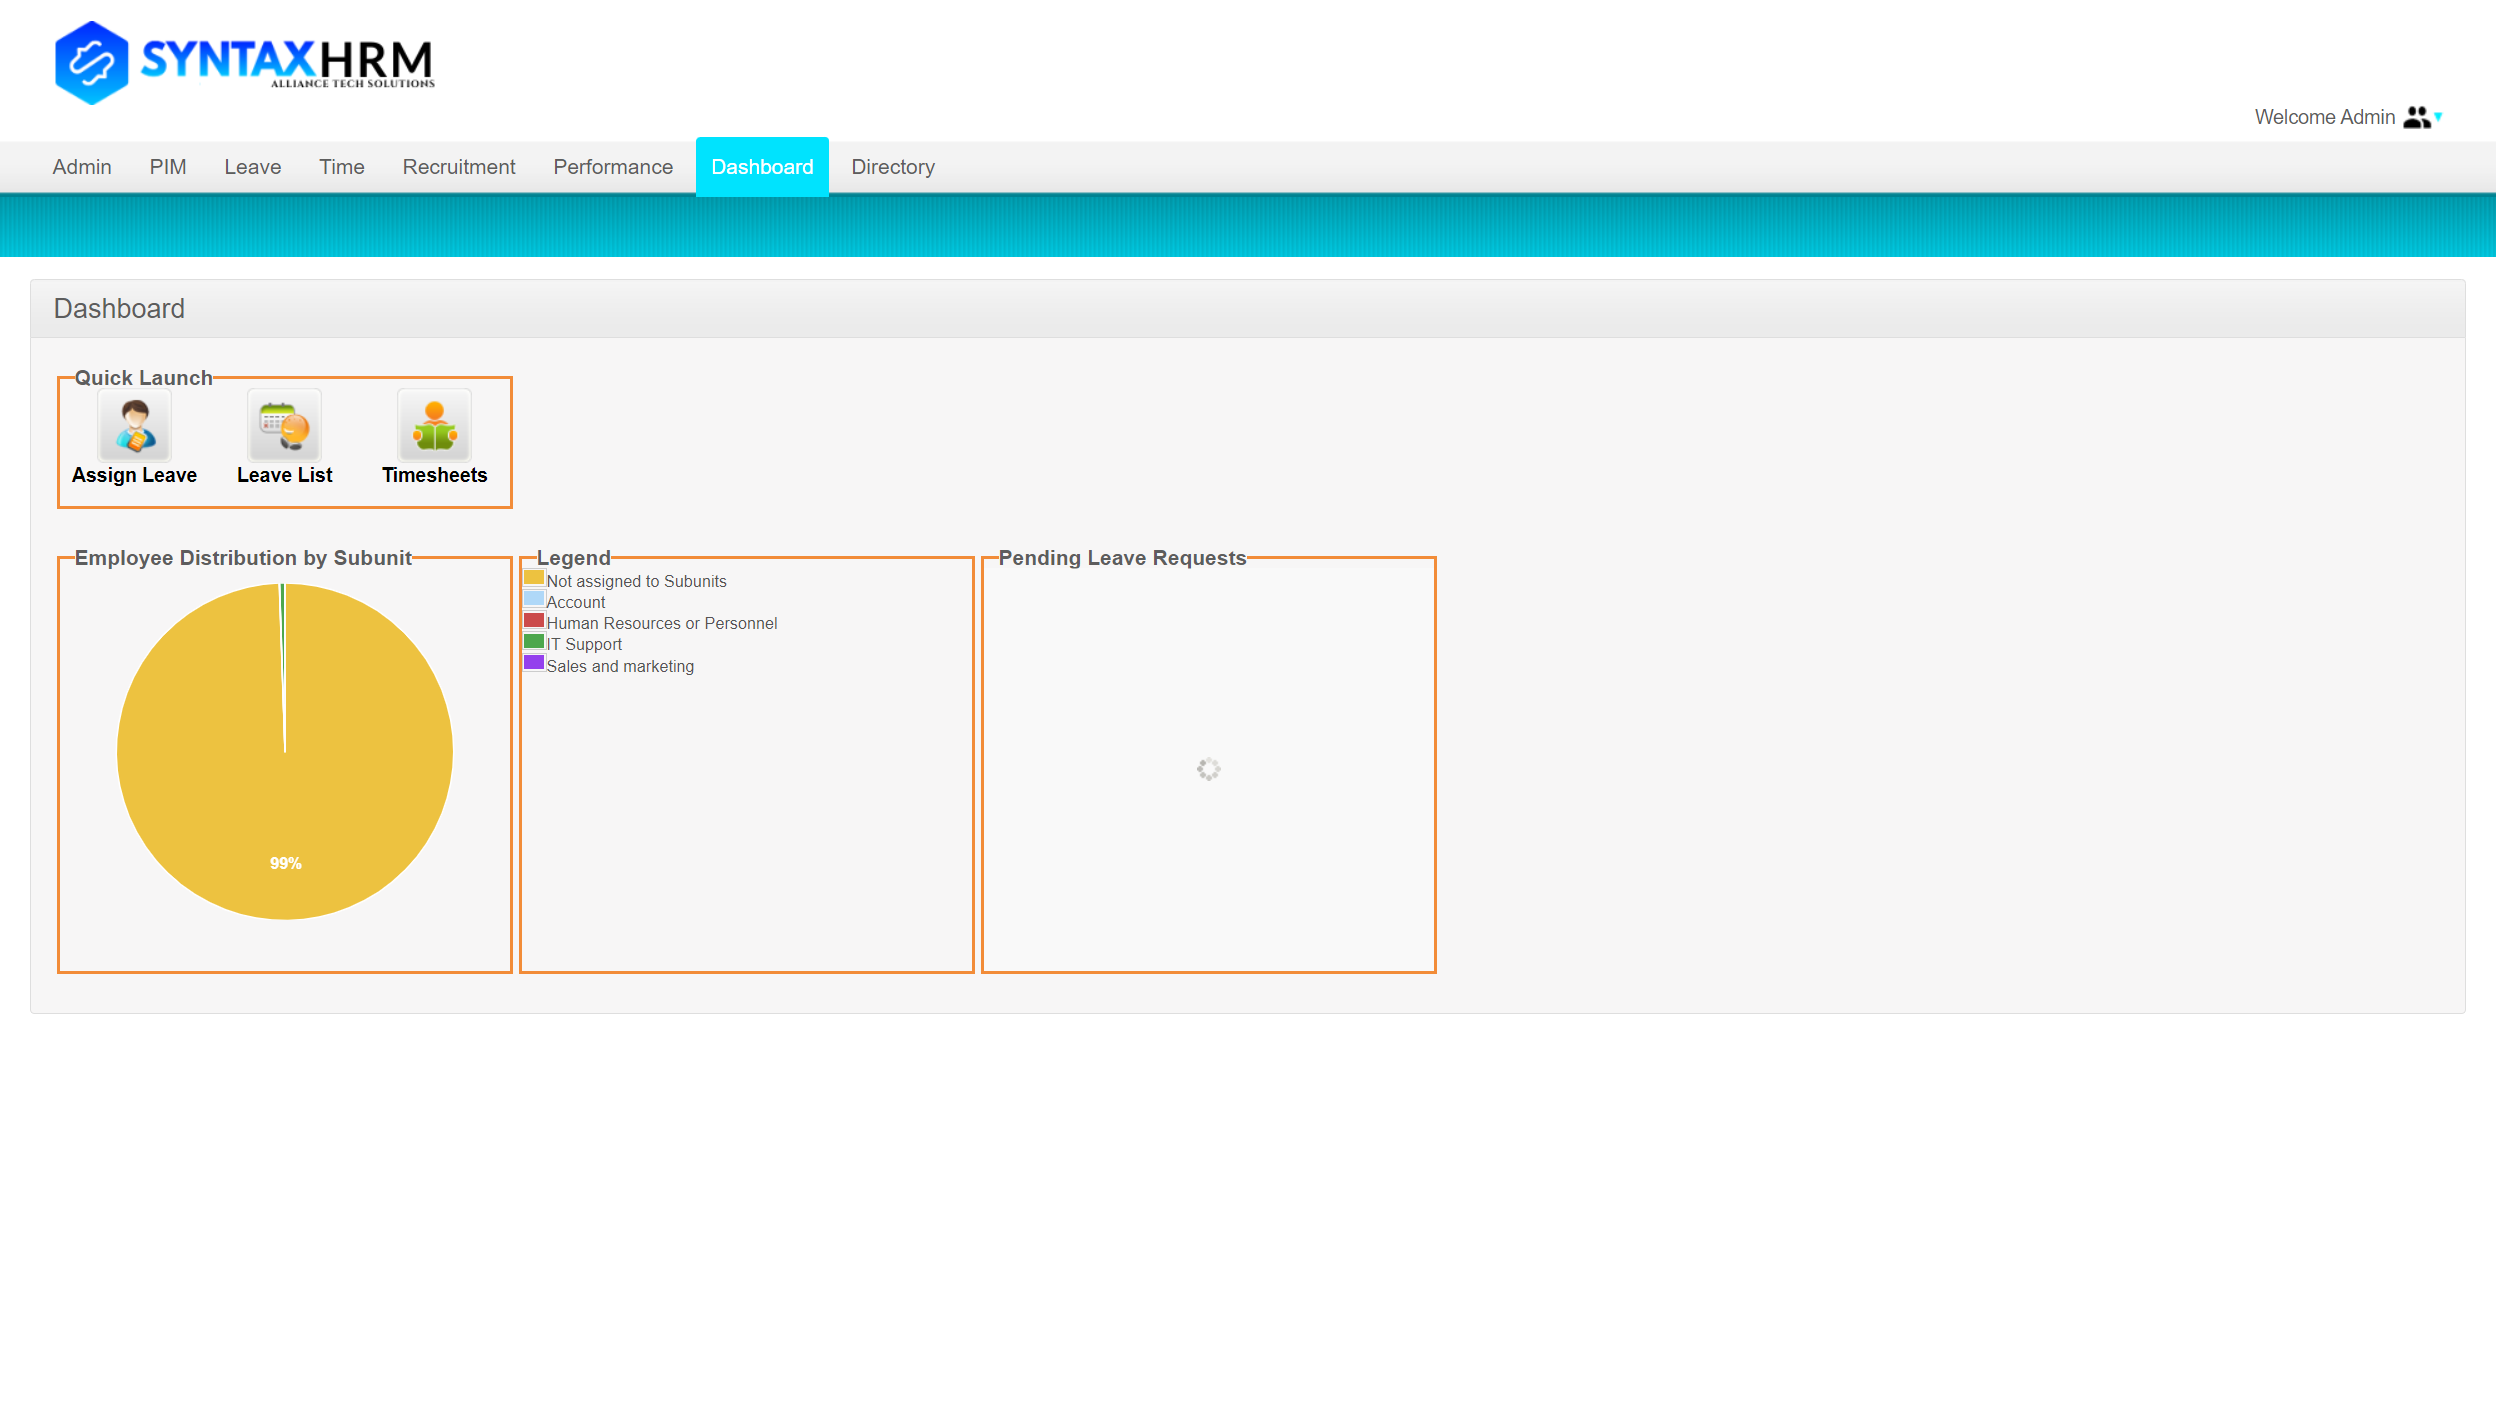 SYNTAXHRM
ALLIANCE TECH SOLUTIONS
Welcome Admin
Admin PIM Leave Time Recruitment Performance Dashboard Directory
Dashboard
Quick Launch
Assign Leave Leave List Timesheets
Employee Distribution by Subunit
99%
Legend
Not assigned to Subunits
Account
Human Resources or Personnel
IT Support
Sales and marketing
Pending Leave Requests